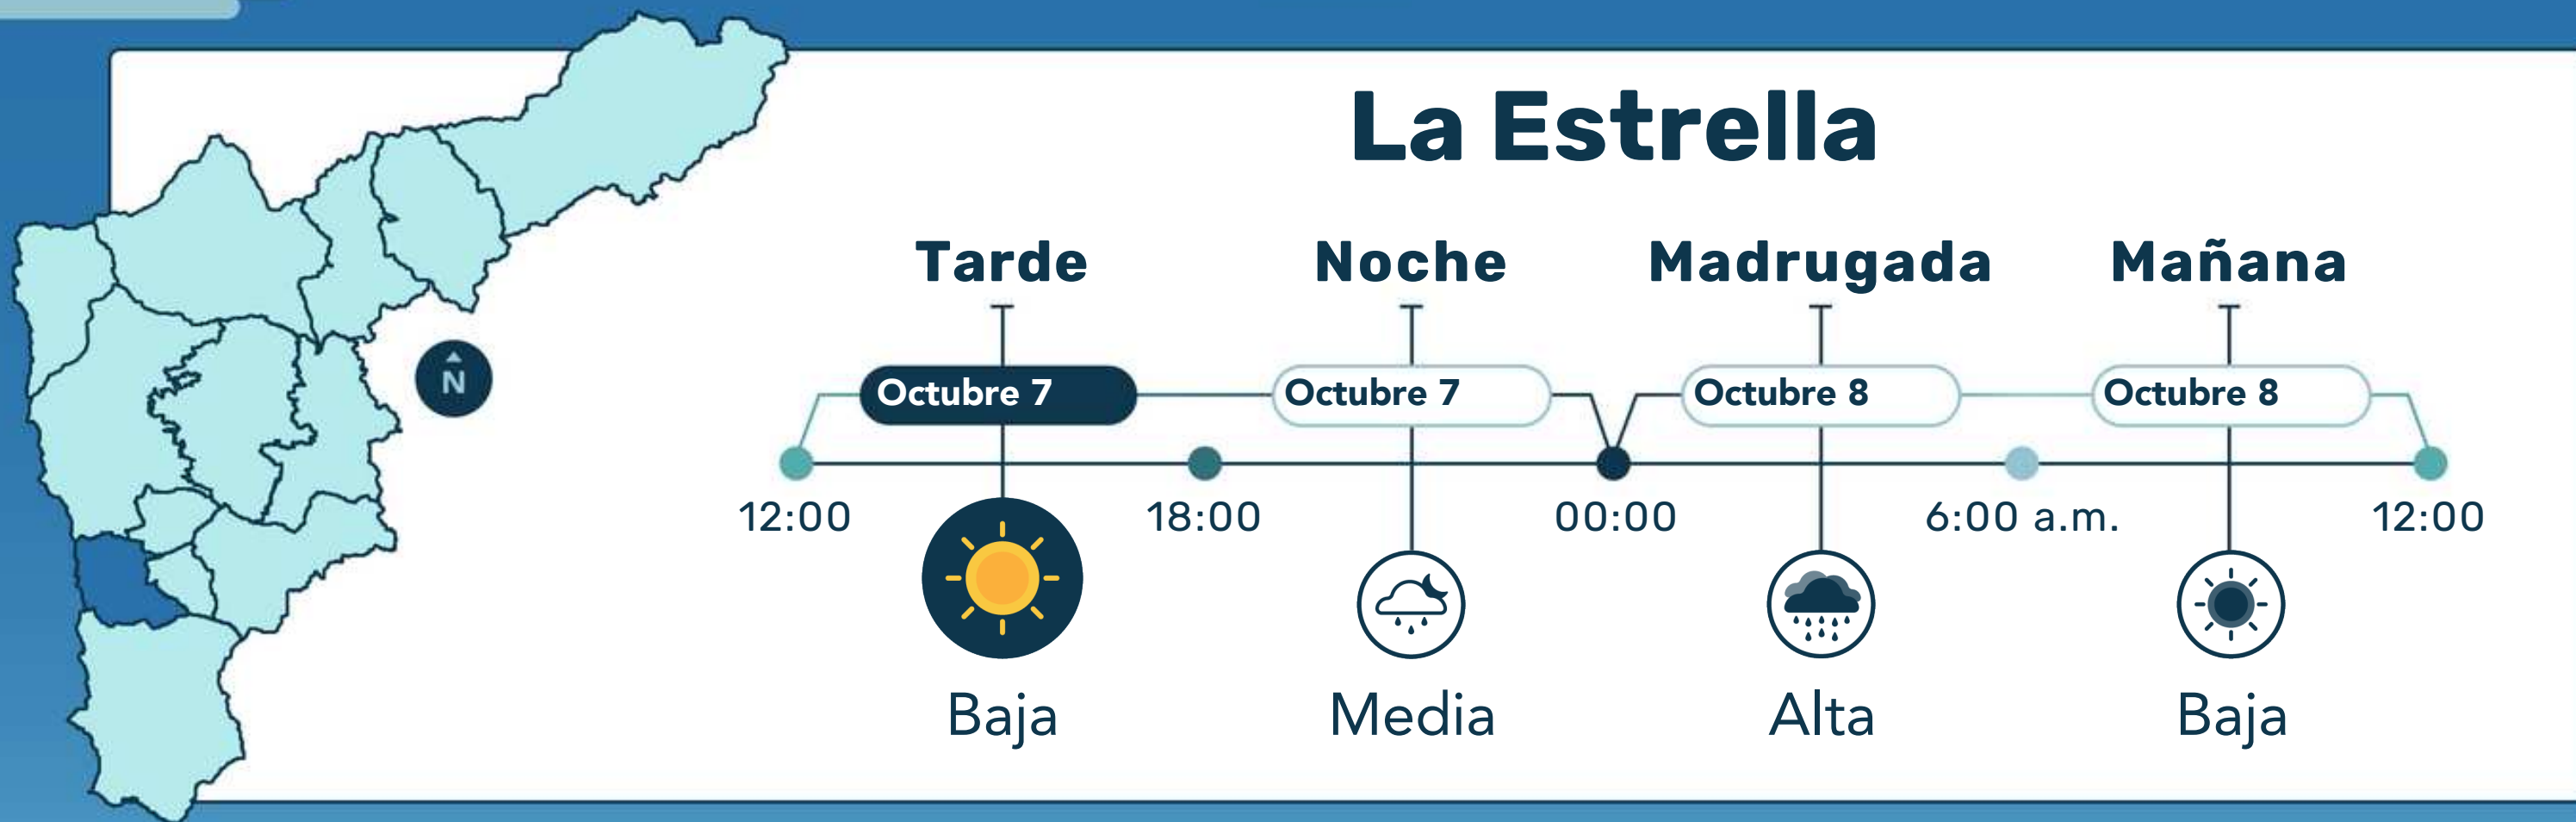 La Estrella
Tarde Noche Madrugada Mañana
Octubre 7 Octubre 7 Octubre 8 Octubre 8
N
12:00 18:00 00:00 6:00 a.m. 12:00
Baja Media Alta Baja